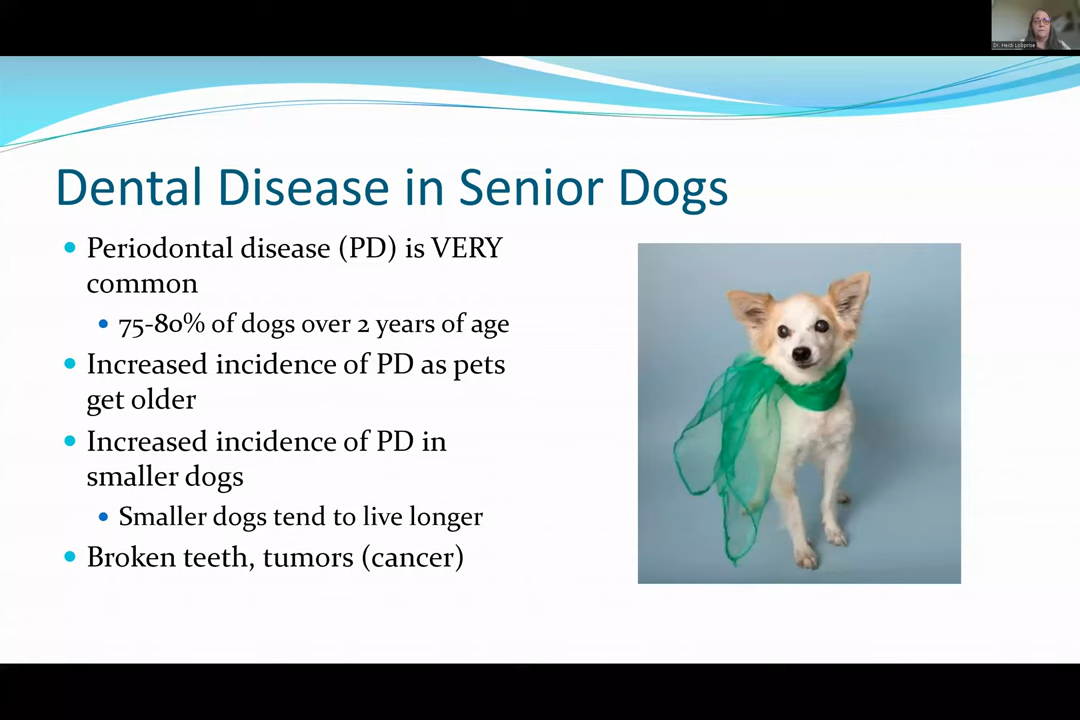 Dr. Heidi Lobprise
Dental Disease in Senior Dogs
• Periodontal disease (PD) is VERY
common
• 75-80% of dogs over 2 years of age
• Increased incidence of PD as pets
get older
• Increased incidence of PD in
smaller dogs
• Smaller dogs tend to live longer
• Broken teeth, tumors (cancer)